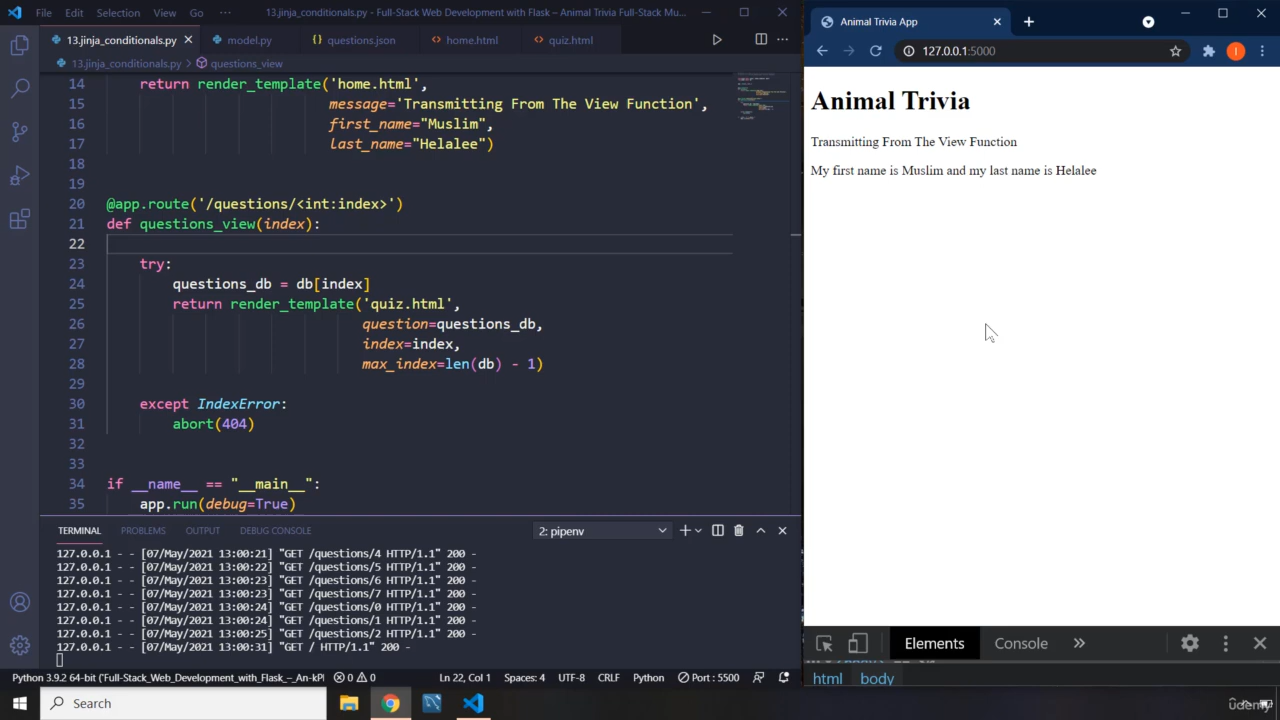 File Edit Selection View Go ··· 13.jinja_conditionals.py - Full-Stack Web Development with Flask – Animal Trivia Full-Stack Mu...
13.jinja_conditionals.py model.py {} questions.json <> home.html <> quiz.html
13.jinja_conditionals.py > questions_view
14 return render_template('home.html',
15 message='Transmitting From The View Function',
16 first_name="Muslim",
17 last_name="Helalee")
18
19
20 @app.route('/questions/<int:index>')
21 def questions_view(index):
22
23 try:
24 questions_db = db[index]
25 return render_template('quiz.html',
26 question=questions_db,
27 index=index,
28 max_index=len(db) - 1)
29
30 except IndexError:
31 abort(404)
32
33
34 if __name__ == "__main__":
35 app.run(debug=True)
TERMINAL PROBLEMS OUTPUT DEBUG CONSOLE 2: pipenv
127.0.0.1 - - [07/May/2021 13:00:21] "GET /questions/4 HTTP/1.1" 200 -
127.0.0.1 - - [07/May/2021 13:00:22] "GET /questions/5 HTTP/1.1" 200 -
127.0.0.1 - - [07/May/2021 13:00:23] "GET /questions/6 HTTP/1.1" 200 -
127.0.0.1 - - [07/May/2021 13:00:23] "GET /questions/7 HTTP/1.1" 200 -
127.0.0.1 - - [07/May/2021 13:00:24] "GET /questions/0 HTTP/1.1" 200 -
127.0.0.1 - - [07/May/2021 13:00:24] "GET /questions/1 HTTP/1.1" 200 -
127.0.0.1 - - [07/May/2021 13:00:25] "GET /questions/2 HTTP/1.1" 200 -
127.0.0.1 - - [07/May/2021 13:00:31] "GET / HTTP/1.1" 200 -
Python 3.9.2 64-bit 0 0 Ln 22, Col 1 Spaces: 4 UTF-8 CRLF Python Port : 5500
Search
Animal Trivia App
127.0.0.1:5000 I
Animal Trivia
Transmitting From The View Function
My first name is Muslim and my last name is Helalee
Elements Console »
html body
udemy